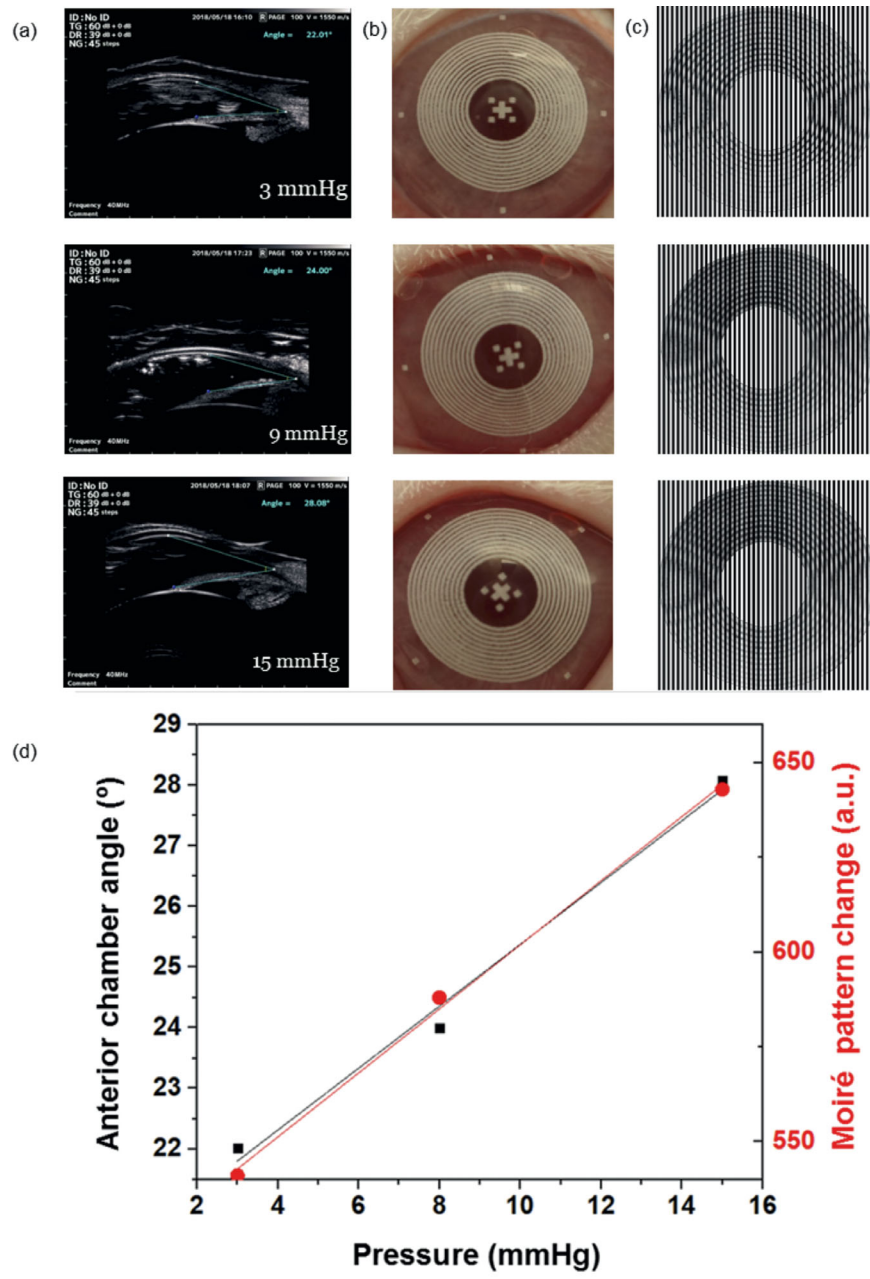 (a)
ID:No ID
TG:60 dB + 0 dB
DR:39 dB + 0 dB
NG:45 steps
2018/05/18 16:10 R PAGE 100 V = 1550 m/s
Angle = 22.01°
3 mmHg
Frequency 40MHz
Comment
(b)
(c)
ID:No ID
TG:60 dB + 0 dB
DR:39 dB + 0 dB
NG:45 steps
2018/05/18 17:23 R PAGE 100 V = 1550 m/s
Angle = 24.00°
9 mmHg
Frequency 40MHz
Comment
ID:No ID
TG:60 dB + 0 dB
DR:39 dB + 0 dB
NG:45 steps
2018/05/18 18:07 R PAGE 100 V = 1550 m/s
Angle = 28.08°
15 mmHg
Frequency 40MHz
Comment
(d)
Anterior chamber angle (º)
29
28
27
26
25
24
23
22
650
600
550
Moiré pattern change (a.u.)
2 4 6 8 10 12 14 16
Pressure (mmHg)